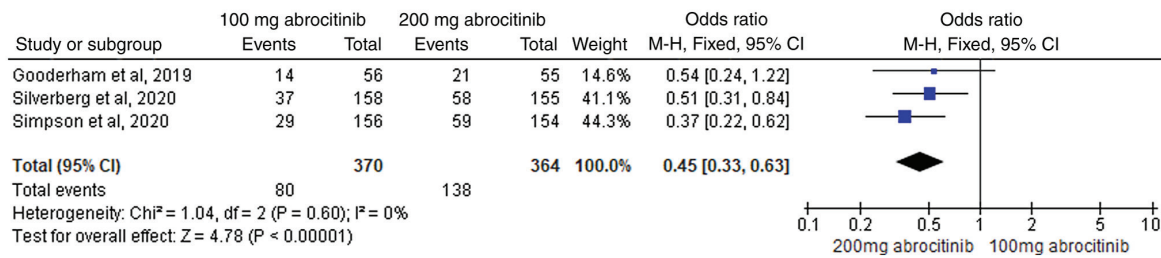 100 mg abrocitinib 200 mg abrocitinib Odds ratio Odds ratio
Study or subgroup Events Total Events Total Weight M-H, Fixed, 95% CI M-H, Fixed, 95% CI
Gooderham et al, 2019 14 56 21 55 14.6% 0.54 [0.24, 1.22]
Silverberg et al, 2020 37 158 58 155 41.1% 0.51 [0.31, 0.84]
Simpson et al, 2020 29 156 59 154 44.3% 0.37 [0.22, 0.62]
Total (95% CI) 370 364 100.0% 0.45 [0.33, 0.63]
Total events 80 138
Heterogeneity: Chi² = 1.04, df = 2 (P = 0.60); I² = 0%
Test for overall effect: Z = 4.78 (P < 0.00001)
0.1 0.2 0.5 1 2 5 10
200mg abrocitinib 100mg abrocitinib